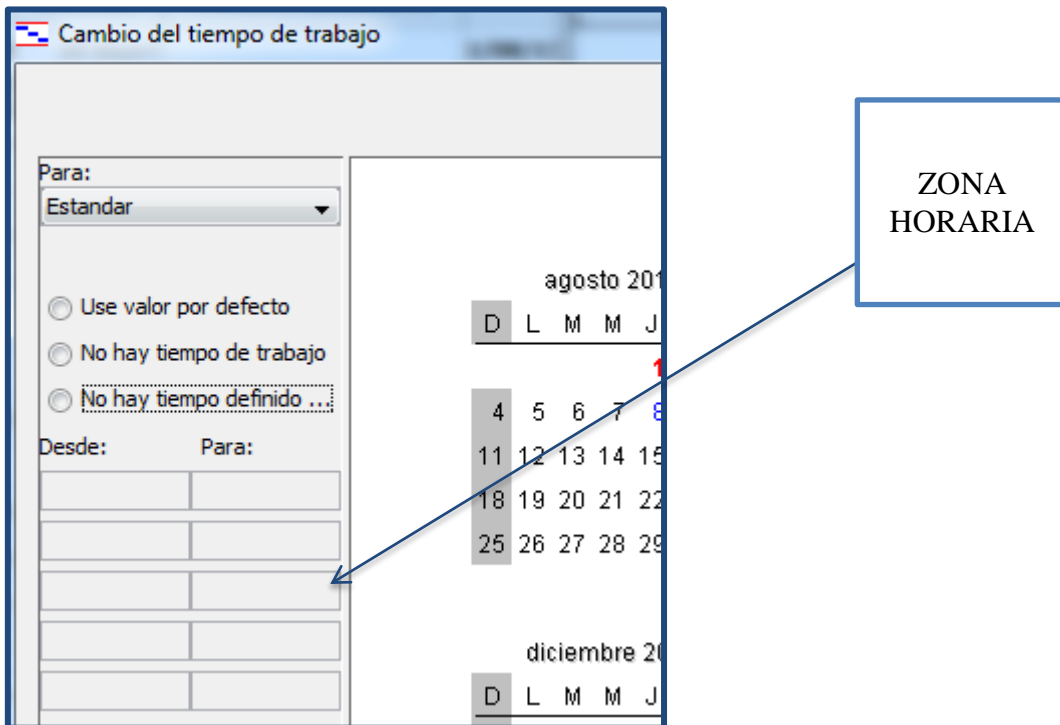 Cambio del tiempo de trabajo
Para:
Estandar
Use valor por defecto
No hay tiempo de trabajo
No hay tiempo definido ...
Desde: Para:
agosto 201
D L M M J
1
4 5 6 7 8
11 12 13 14 15
18 19 20 21 22
25 26 27 28 29
diciembre 20
D L M M J
ZONA
HORARIA